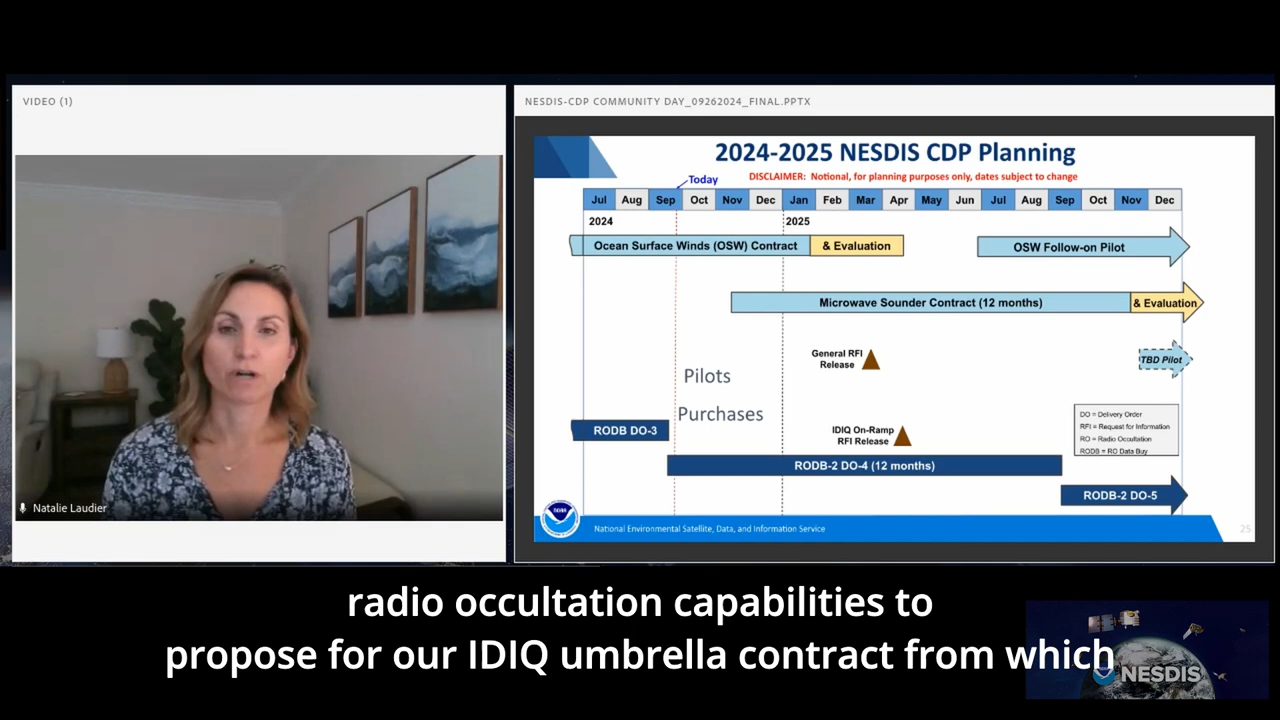 VIDEO (1)
NESDIS-CDP COMMUNITY DAY_09262024_FINAL.PPTX
2024-2025 NESDIS CDP Planning
DISCLAIMER: Notional, for planning purposes only, dates subject to change
Today
Jul Aug Sep Oct Nov Dec Jan Feb Mar Apr May Jun Jul Aug Sep Oct Nov Dec
2024 2025
Ocean Surface Winds (OSW) Contract & Evaluation OSW Follow-on Pilot
Microwave Sounder Contract (12 months) & Evaluation
General RFI
Release
TBD Pilot
Pilots
Purchases
DO = Delivery Order
RFI = Request for Information
RO = Radio Occultation
RODB = RO Data Buy
RODB DO-3
IDIQ On-Ramp
RFI Release
RODB-2 DO-4 (12 months)
RODB-2 DO-5
NOAA
National Environmental Satellite, Data, and Information Service
25
Natalie Laudier
radio occultation capabilities to
propose for our IDIQ umbrella contract from which
NESDIS